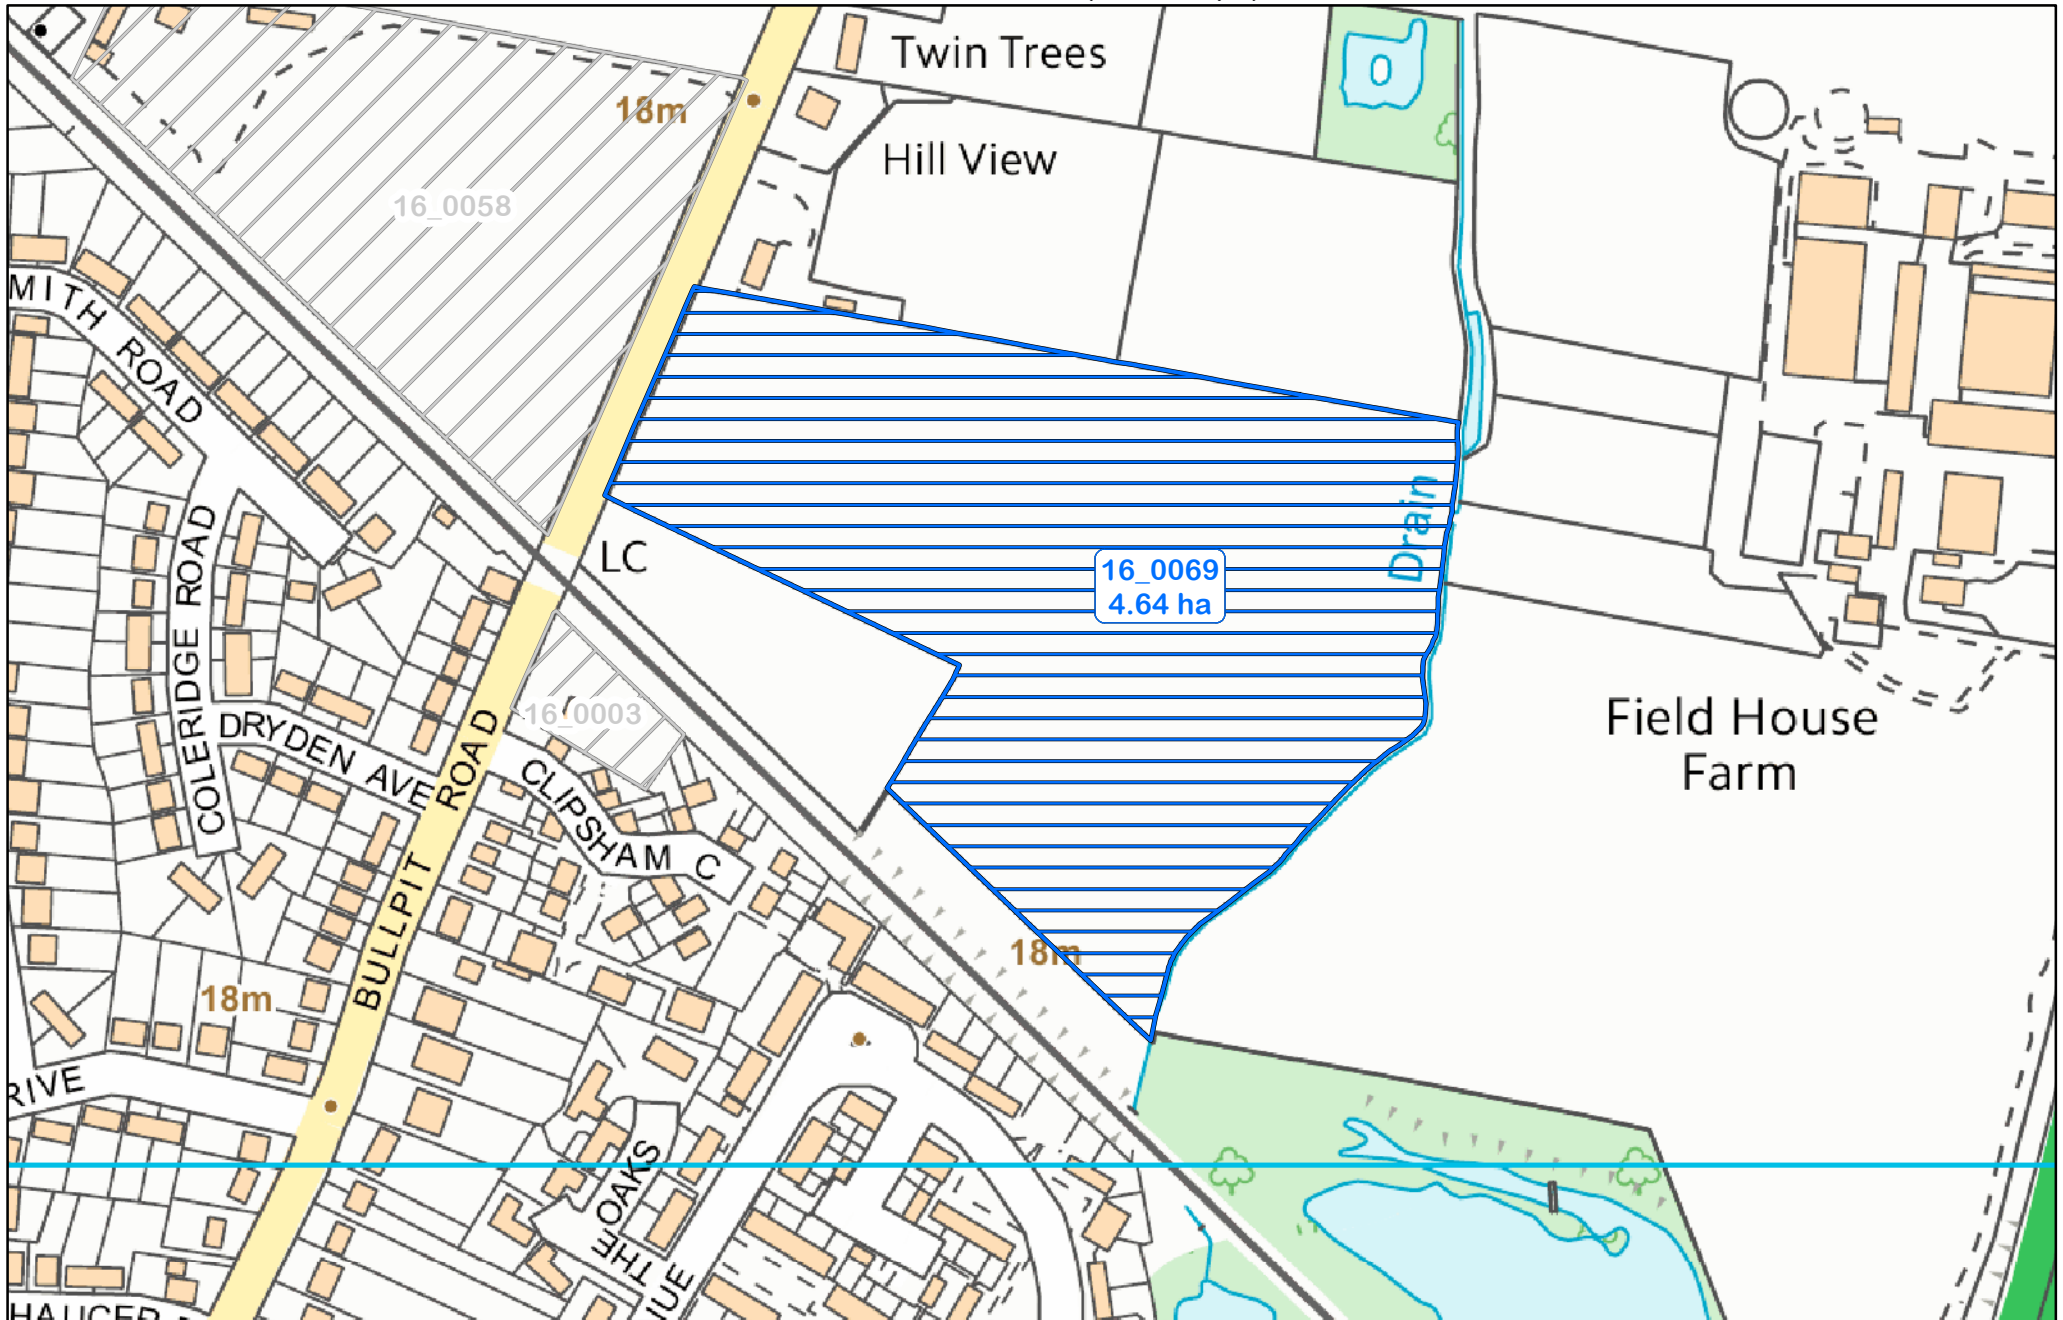 Twin Trees
18m
Hill View
16_0058
MITH ROAD
Drain
LC
16_0069
4.64 ha
COLERIDGE ROAD
16_0003
Field House
Farm
DRYDEN AVE
BULLPIT ROAD
CLIPSHAM C
18m
18m
RIVE
THE OAKS
NUE
HAUCER